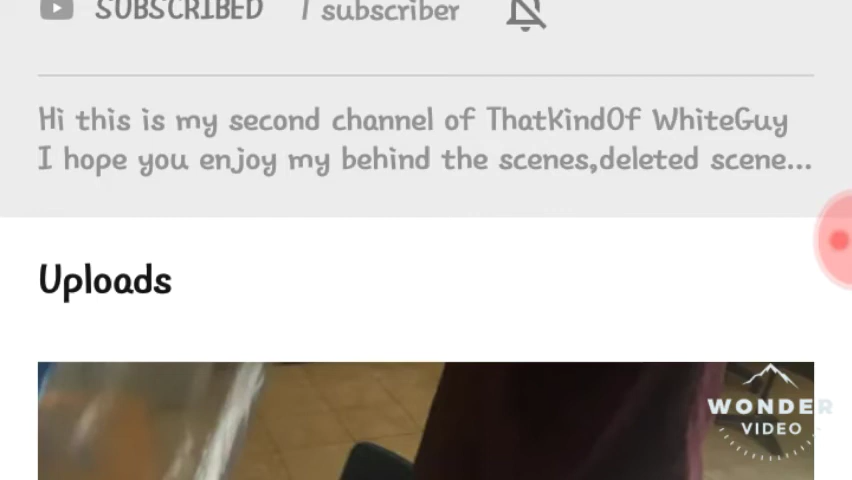 SUBSCRIBED 1 subscriber
Hi this is my second channel of ThatKindOf WhiteGuy
I hope you enjoy my behind the scenes,deleted scene...
Uploads
WONDER
VIDEO